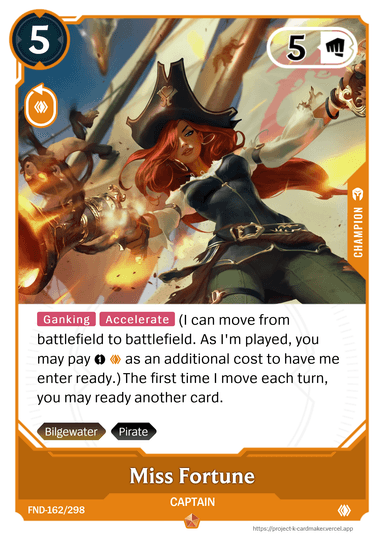 5
5
CHAMPION
Ganking Accelerate (I can move from
battlefield to battlefield. As I'm played, you
may pay 1 as an additional cost to have me
enter ready.) The first time I move each turn,
you may ready another card.
Bilgewater Pirate
Miss Fortune
CAPTAIN
FND-162/298
https://project-k-cardmaker.vercel.app